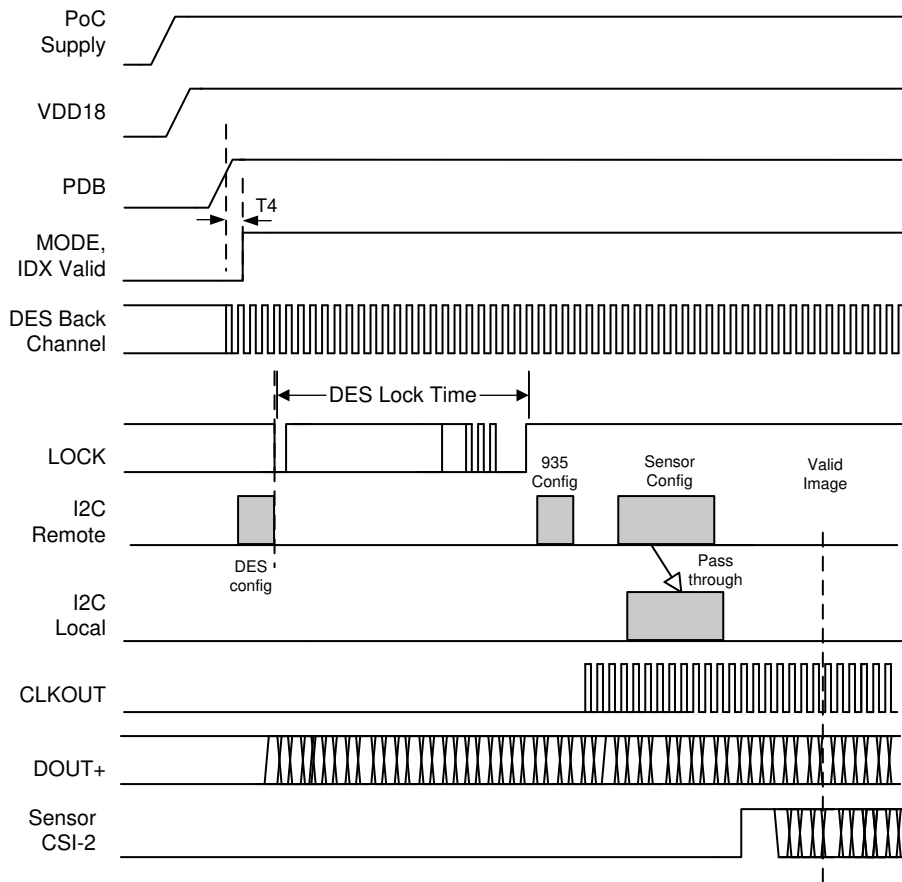 PoC
Supply
VDD18
PDB
T4
MODE,
IDX Valid
DES Back
Channel
DES Lock Time
LOCK
935
Config
Sensor
Config
Valid
Image
I2C
Remote
DES
config
Pass
through
I2C
Local
CLKOUT
DOUT+
Sensor
CSI-2